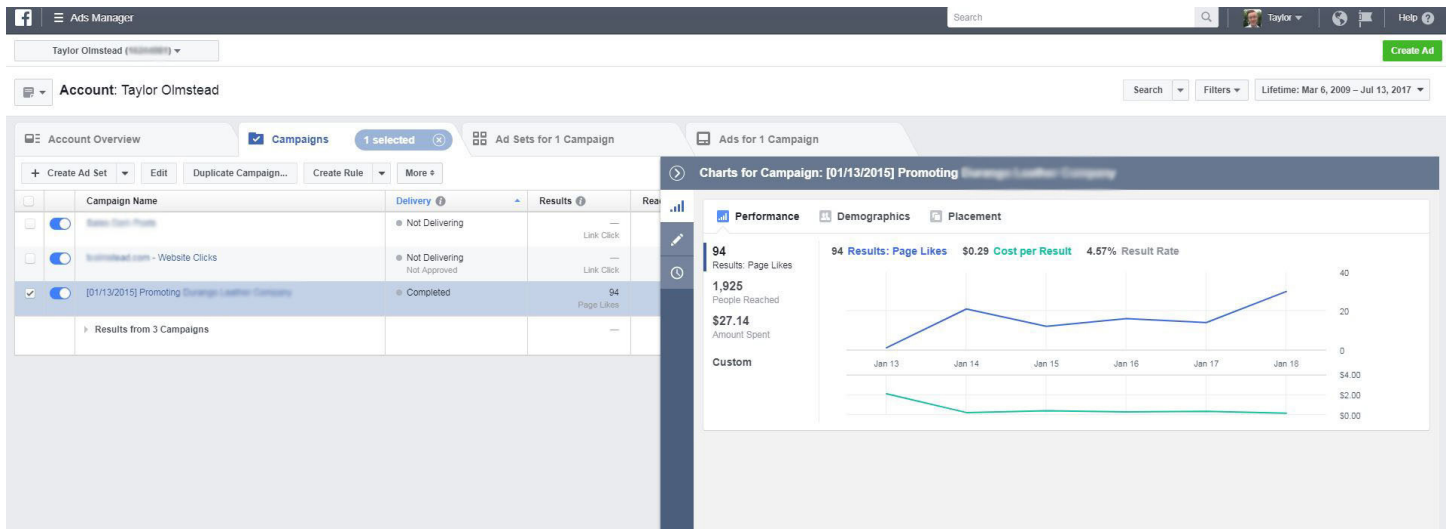 f Ads Manager Search Taylor Help
Taylor Olmstead ( )
Create Ad
Account: Taylor Olmstead
Search Filters Lifetime: Mar 6, 2009 – Jul 13, 2017
Account Overview Campaigns 1 selected Ad Sets for 1 Campaign Ads for 1 Campaign
+ Create Ad Set Edit Duplicate Campaign... Create Rule More
Campaign Name Delivery Results Rea
Not Delivering —
Link Click
- Website Clicks Not Delivering —
Not Approved Link Click
[01/13/2015] Promoting Completed 94
Page Likes
Results from 3 Campaigns —
Charts for Campaign: [01/13/2015] Promoting
Performance Demographics Placement
94
Results: Page Likes
1,925
People Reached
$27.14
Amount Spent
Custom
94 Results: Page Likes $0.29 Cost per Result 4.57% Result Rate
40
20
0
Jan 13 Jan 14 Jan 15 Jan 16 Jan 17 Jan 18
$4.00
$2.00
$0.00